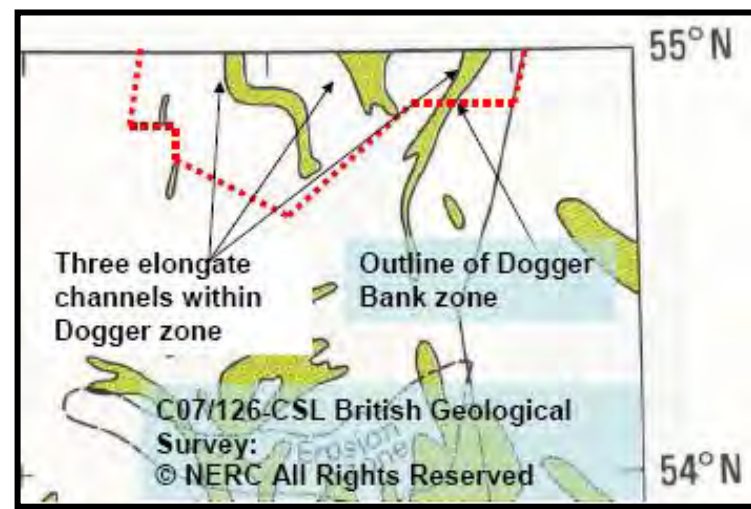 55°N
Three elongate
channels within
Dogger zone
Outline of Dogger
Bank zone
C07/126-CSL British Geological
Survey:
Erosion
© NERC All Rights Reserved
54°N